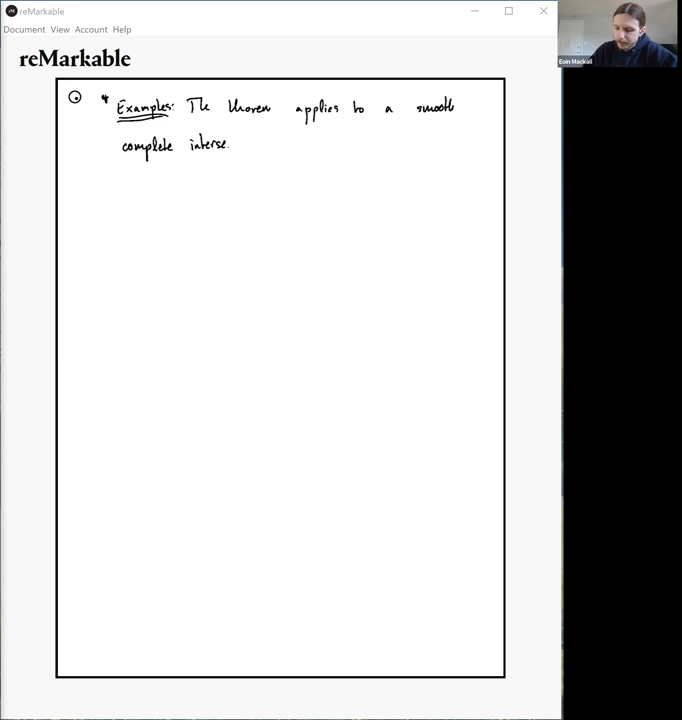 reMarkable
Document View Account Help
Eoin Mackall
reMarkable
Examples: The theorem applies to a smooth
complete interse